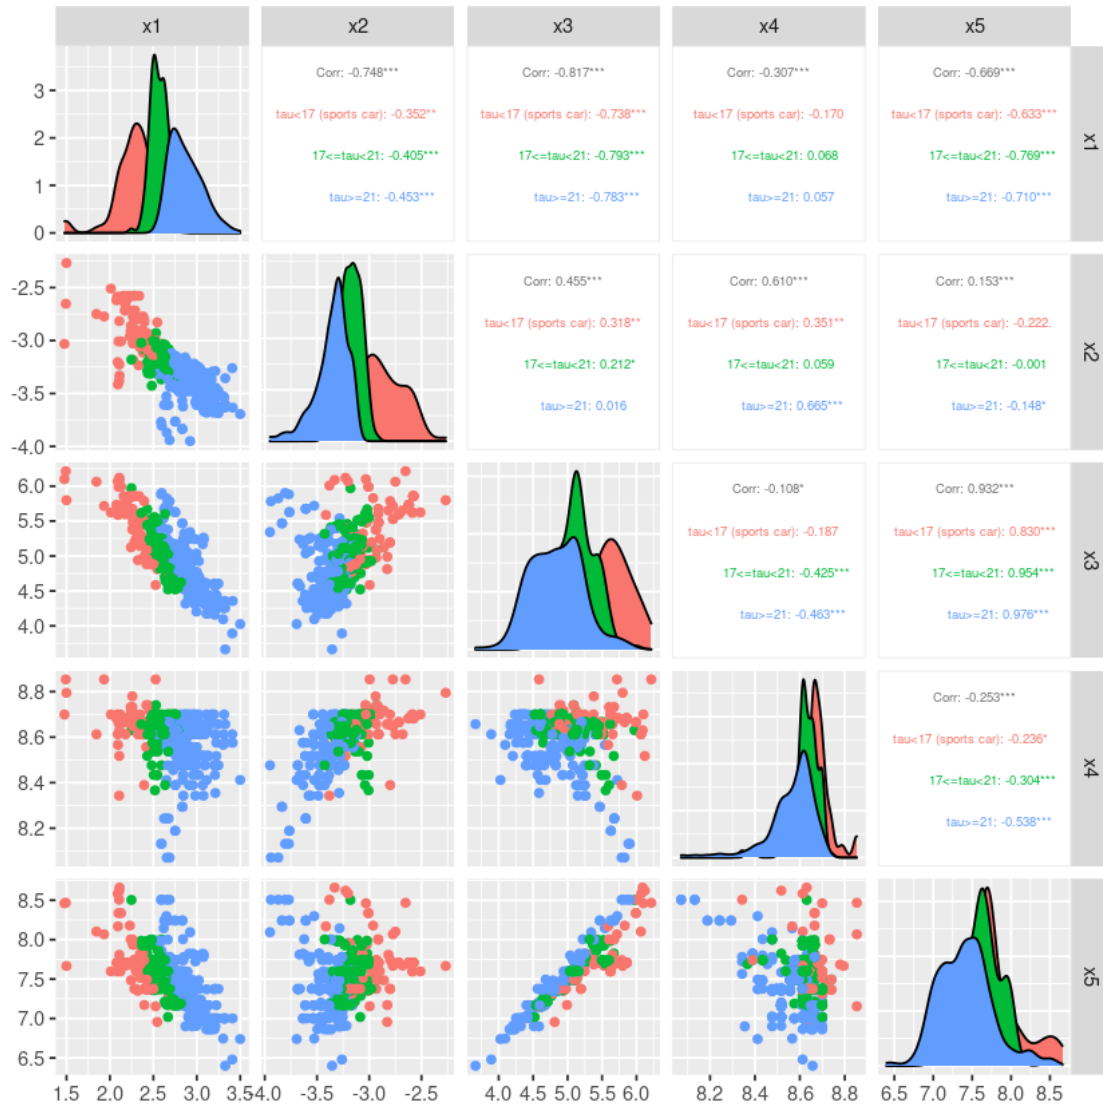 x1 x2 x3 x4 x5
Corr: -0.748*** Corr: -0.817*** Corr: -0.307*** Corr: -0.669***
tau<17 (sports car): -0.352** tau<17 (sports car): -0.738*** tau<17 (sports car): -0.170 tau<17 (sports car): -0.633***
17<=tau<21: -0.405*** 17<=tau<21: -0.793*** 17<=tau<21: 0.068 17<=tau<21: -0.769***
tau>=21: -0.453*** tau>=21: -0.783*** tau>=21: 0.057 tau>=21: -0.710***
3
2
1
0
x1
Corr: 0.455*** Corr: 0.610*** Corr: 0.153***
tau<17 (sports car): 0.318** tau<17 (sports car): 0.351** tau<17 (sports car): -0.222.
17<=tau<21: 0.212* 17<=tau<21: 0.059 17<=tau<21: -0.001
tau>=21: 0.016 tau>=21: 0.665*** tau>=21: -0.148*
-2.5
-3.0
-3.5
-4.0
x2
Corr: -0.108* Corr: 0.932***
tau<17 (sports car): -0.187 tau<17 (sports car): 0.830***
17<=tau<21: -0.425*** 17<=tau<21: 0.954***
tau>=21: -0.463*** tau>=21: 0.976***
6.0
5.5
5.0
4.5
4.0
x3
Corr: -0.253***
tau<17 (sports car): -0.236*
17<=tau<21: -0.304***
tau>=21: -0.538***
8.8
8.6
8.4
8.2
x4
8.5
8.0
7.5
7.0
6.5
x5
1.5 2.0 2.5 3.0 3.5 -4.0 -3.5 -3.0 -2.5 4.0 4.5 5.0 5.5 6.0 8.2 8.4 8.6 8.8 6.5 7.0 7.5 8.0 8.5